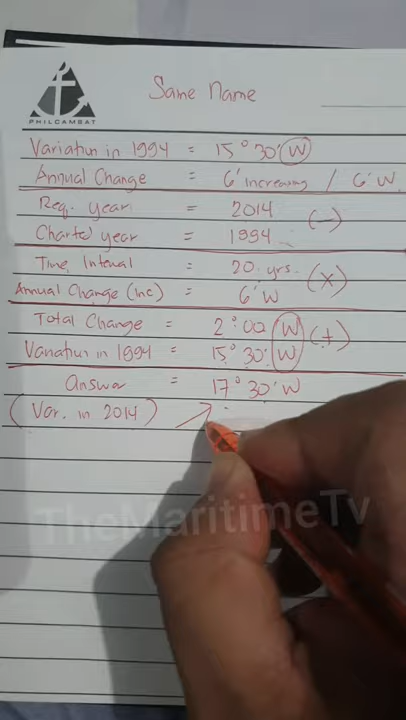 PHILCAMSAT
Same Name
Variation in 1994 = 15° 30' W
Annual Change = 6' increasing / 6' W
Req. year = 2014 (-)
Charted year = 1994
Time Interval = 20 yrs. (x)
Annual Change (Inc) = 6' W
Total Change = 2° 00' W (+)
Variation in 1994 = 15° 30' W
Answer = 17° 30' W
(Var. in 2014)
TheMaritimeTv